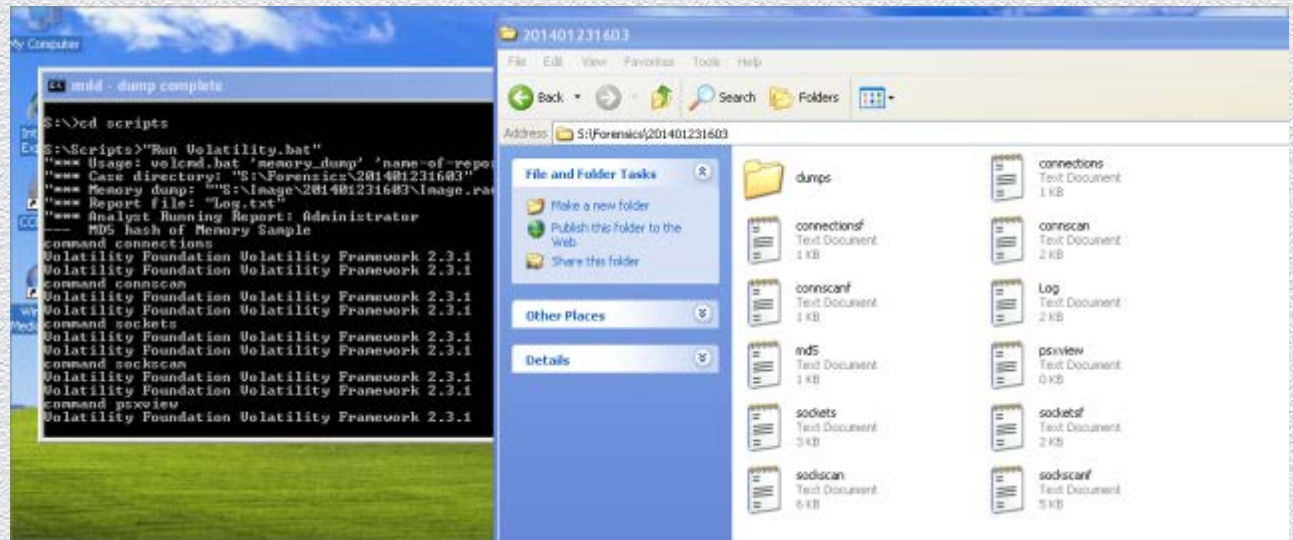 My Computer
mdd - dump complete
S:\>cd scripts
S:\Scripts>"Run Volatility.bat"
"*** Usage: volcmd.bat 'memory_dump' 'name-of-repo
"*** Case directory: "S:\Forensics\201401231603"
"*** Memory dump: ""S:\Image\201401231603\Image.ra
"*** Report file: "Log.txt"
"*** Analyst Running Report: Administrator
--- MD5 hash of Memory Sample
command connections
Volatility Foundation Volatility Framework 2.3.1
Volatility Foundation Volatility Framework 2.3.1
command connscan
Volatility Foundation Volatility Framework 2.3.1
Volatility Foundation Volatility Framework 2.3.1
command sockets
Volatility Foundation Volatility Framework 2.3.1
Volatility Foundation Volatility Framework 2.3.1
command sockscan
Volatility Foundation Volatility Framework 2.3.1
Volatility Foundation Volatility Framework 2.3.1
command psxview
Volatility Foundation Volatility Framework 2.3.1
201401231603
File Edit View Favorites Tools Help
Back Search Folders
Address S:\Forensics\201401231603
File and Folder Tasks
Make a new folder
Publish this folder to the
Web
Share this folder
Other Places
Details
dumps
connections
Text Document
1 KB
connectionsf
Text Document
1 KB
connscan
Text Document
2 KB
connscanf
Text Document
1 KB
Log
Text Document
2 KB
md5
Text Document
1 KB
psxview
Text Document
0 KB
sockets
Text Document
3 KB
socketsf
Text Document
2 KB
sockscan
Text Document
6 KB
sockscanf
Text Document
5 KB